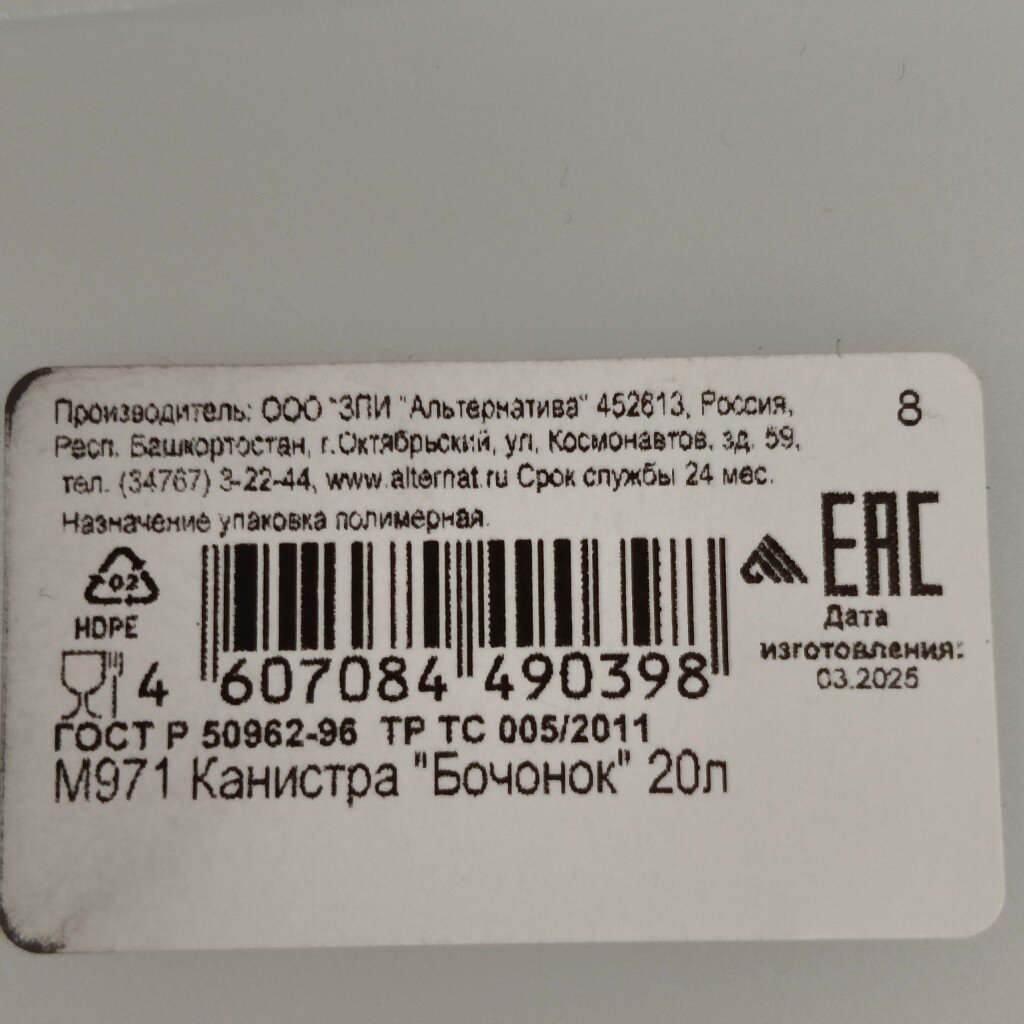 Производитель: ООО "ЗПИ "Альтернатива" 452613, Россия,
Респ. Башкортостан, г.Октябрьский, ул. Космонавтов, зд. 59,
тел. (34767) 3-22-44, www.alternat.ru Срок службы 24 мес.
8
Назначение упаковка полимерная.
02
HDPE
EAC
Дата
изготовления:
03.2025
4 607084 490398
ГОСТ Р 50962-96 ТР ТС 005/2011
М971 Канистра "Бочонок" 20л